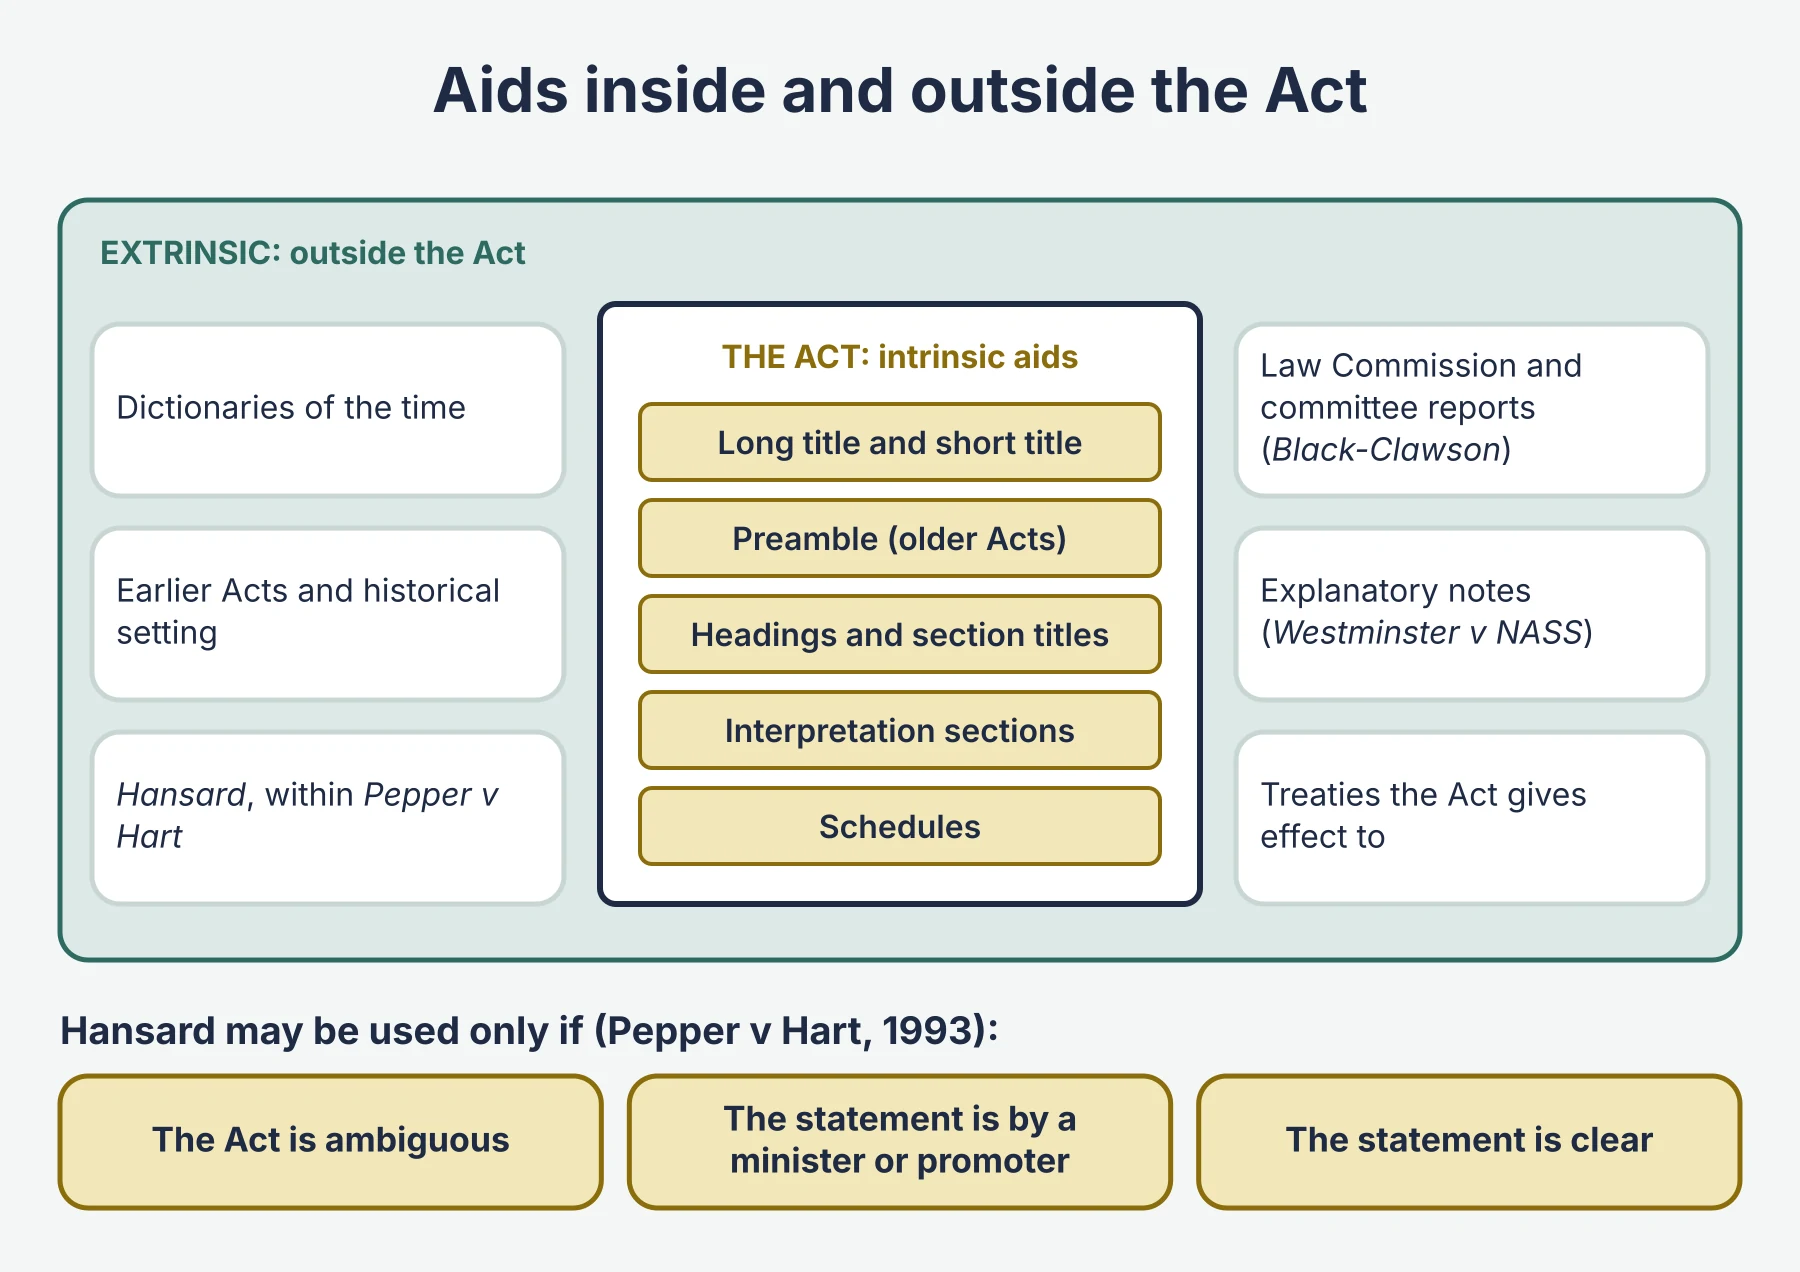 Aids inside and outside the Act
EXTRINSIC: outside the Act
Dictionaries of the time
Earlier Acts and historical
setting
Hansard, within Pepper v
Hart
THE ACT: intrinsic aids
Long title and short title
Preamble (older Acts)
Headings and section titles
Interpretation sections
Schedules
Law Commission and
committee reports
(Black-Clawson)
Explanatory notes
(Westminster v NASS)
Treaties the Act gives
effect to
Hansard may be used only if (Pepper v Hart, 1993):
The Act is ambiguous
The statement is by a
minister or promoter
The statement is clear